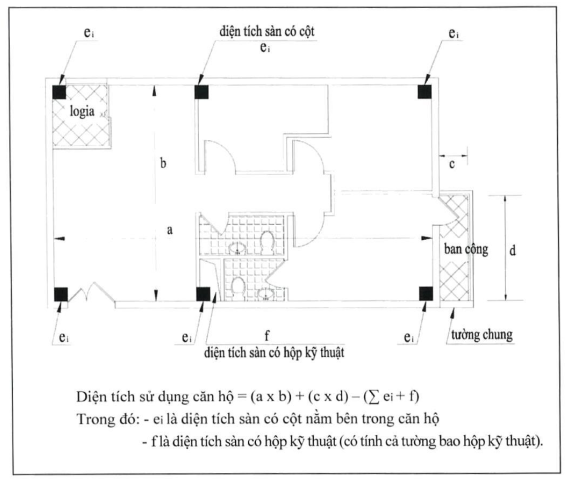 ei
diện tích sàn có cột
ei
ei
logia
b
c
a
ban công
d
ei
ei
f
ei
tường chung
diện tích sàn có hộp kỹ thuật
Diện tích sử dụng căn hộ = (a x b) + (c x d) – (∑ ei + f)
Trong đó: - ei là diện tích sàn có cột nằm bên trong căn hộ
- f là diện tích sàn có hộp kỹ thuật (có tính cả tường bao hộp kỹ thuật).